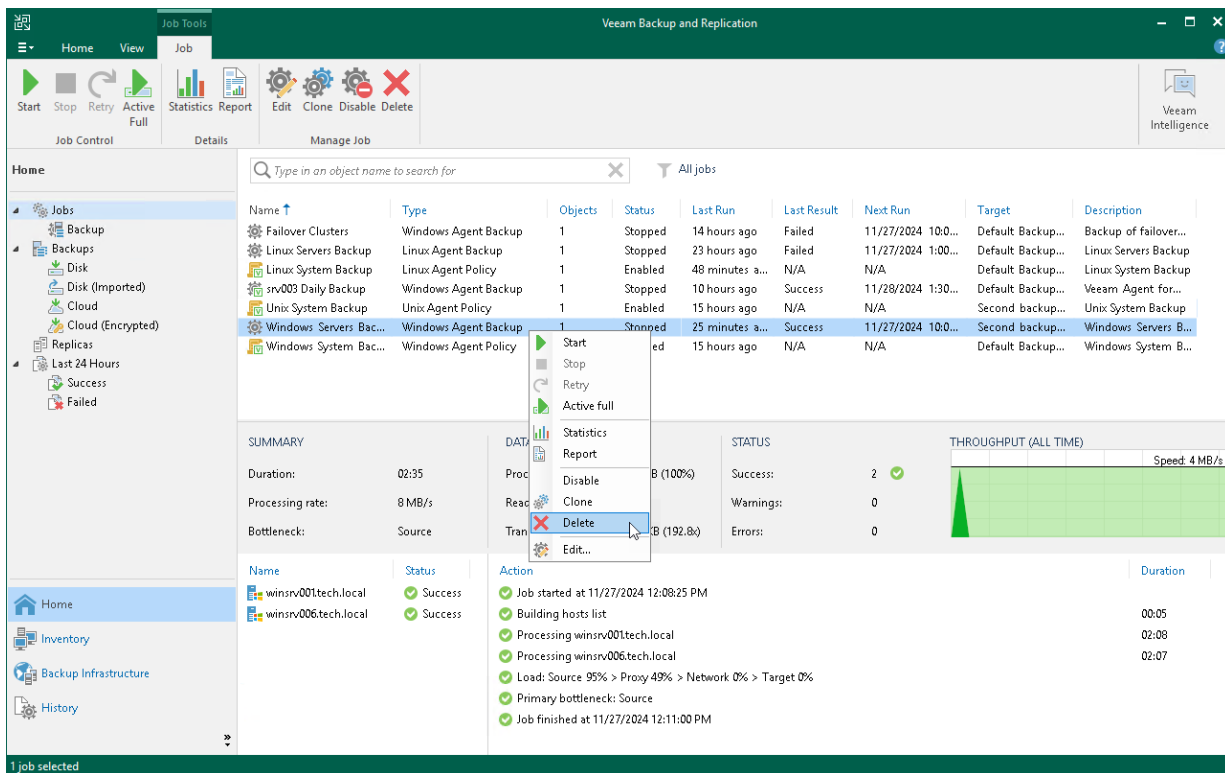 Job Tools
Veeam Backup and Replication
Home View Job
Start Stop Retry Active Full
Statistics Report
Edit Clone Disable Delete
Veeam Intelligence
Job Control Details Manage Job
Home
Type in an object name to search for
All jobs
Jobs
Backup
Backups
Disk
Disk (Imported)
Cloud
Cloud (Encrypted)
Replicas
Last 24 Hours
Success
Failed
Name Type Objects Status Last Run Last Result Next Run Target Description
Failover Clusters Windows Agent Backup 1 Stopped 14 hours ago Failed 11/27/2024 10:0... Default Backup... Backup of failover...
Linux Servers Backup Linux Agent Backup 1 Stopped 23 hours ago Failed 11/27/2024 1:00... Default Backup... Linux Servers Backup
Linux System Backup Linux Agent Policy 1 Enabled 48 minutes a... N/A N/A Default Backup... Linux System Backup
srv003 Daily Backup Windows Agent Backup 1 Stopped 10 hours ago Success 11/28/2024 1:30... Default Backup... Veeam Agent for...
Unix System Backup Unix Agent Policy 1 Enabled 15 hours ago N/A N/A Second backup... Unix System Backup
Windows Servers Bac... Windows Agent Backup 1 Stopped 25 minutes a... Success 11/27/2024 10:0... Second backup... Windows Servers B...
Windows System Bac... Windows Agent Policy ed 15 hours ago N/A N/A Default Backup... Windows System B...
Start
Stop
Retry
Active full
Statistics
Report
Disable
Clone
Delete
Edit...
SUMMARY
Duration: 02:35
Processing rate: 8 MB/s
Bottleneck: Source
DAT
Proc B (100%)
Read
Tran KB (192.8x)
STATUS
Success: 2
Warnings: 0
Errors: 0
THROUGHPUT (ALL TIME)
Speed: 4 MB/s
Name Status
winsrv001.tech.local Success
winsrv006.tech.local Success
Action Duration
Job started at 11/27/2024 12:08:25 PM
Building hosts list 00:05
Processing winsrv001.tech.local 02:08
Processing winsrv006.tech.local 02:07
Load: Source 95% > Proxy 49% > Network 0% > Target 0%
Primary bottleneck: Source
Job finished at 11/27/2024 12:11:00 PM
Home
Inventory
Backup Infrastructure
History
1 job selected